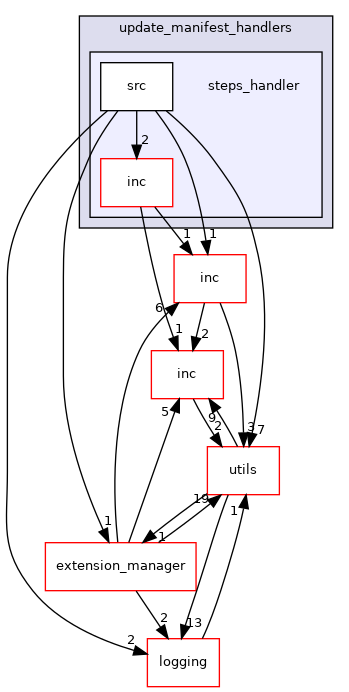 update_manifest_handlers
src
steps_handler
2
inc
1
1
inc
6
1
2
inc
5
9
2
3
7
utils
19
1
1
extension_manager
2
13
1
2
logging